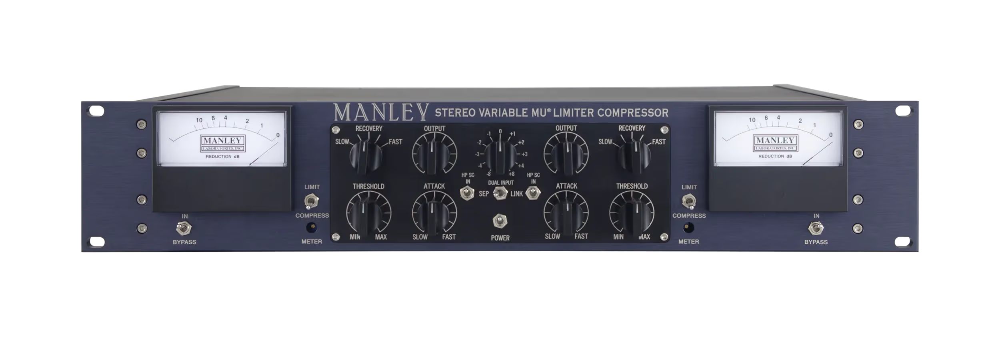 MANLEY STEREO VARIABLE MU® LIMITER COMPRESSOR
10 6 4 2 1 0
MANLEY
LABORATORIES, INC.
REDUCTION dB
IN
BYPASS
LIMIT
COMPRESS
METER
RECOVERY
SLOW FAST
OUTPUT
THRESHOLD
MIN MAX
ATTACK
SLOW FAST
0
-1 +1
-2 +2
-3 +3
-4 +4
-8 +8
HP SC
IN
DUAL INPUT
SEP LINK
HP SC
IN
POWER
OUTPUT
RECOVERY
SLOW FAST
ATTACK
SLOW FAST
THRESHOLD
MIN MAX
LIMIT
COMPRESS
METER
10 6 4 2 1 0
MANLEY
LABORATORIES, INC.
REDUCTION dB
IN
BYPASS